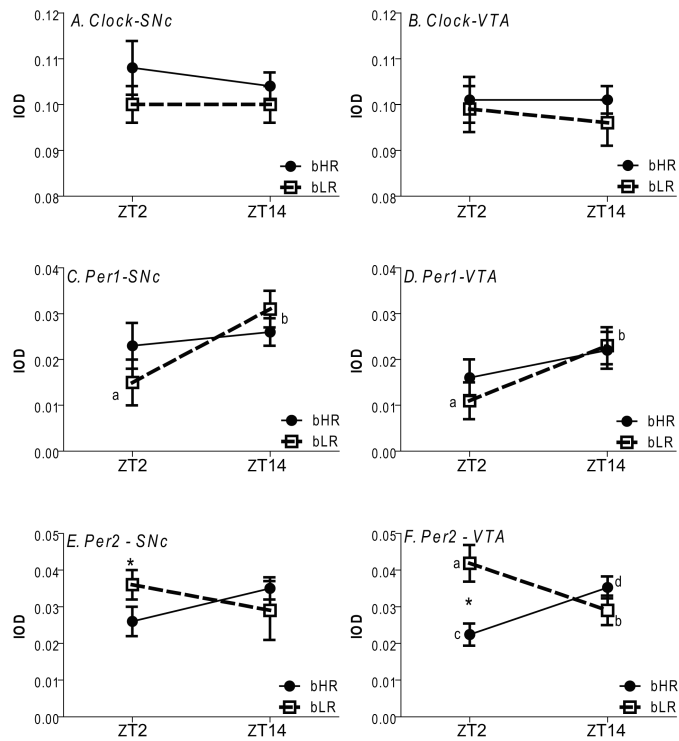 A. Clock-SNc
0.12
0.11
0.10
0.09
0.08
IOD
ZT2
ZT14
bHR
bLR
B. Clock-VTA
0.12
0.11
0.10
0.09
0.08
IOD
ZT2
ZT14
bHR
bLR
C. Per1-SNc
0.04
0.03
0.02
0.01
0.00
IOD
a
b
ZT2
ZT14
bHR
bLR
D. Per1-VTA
0.04
0.03
0.02
0.01
0.00
IOD
a
b
ZT2
ZT14
bHR
bLR
E. Per2 - SNc
0.05
0.04
0.03
0.02
0.01
0.00
IOD
*
ZT2
ZT14
bHR
bLR
F. Per2 - VTA
0.05
0.04
0.03
0.02
0.01
0.00
IOD
a
*
c
d
b
ZT2
ZT14
bHR
bLR